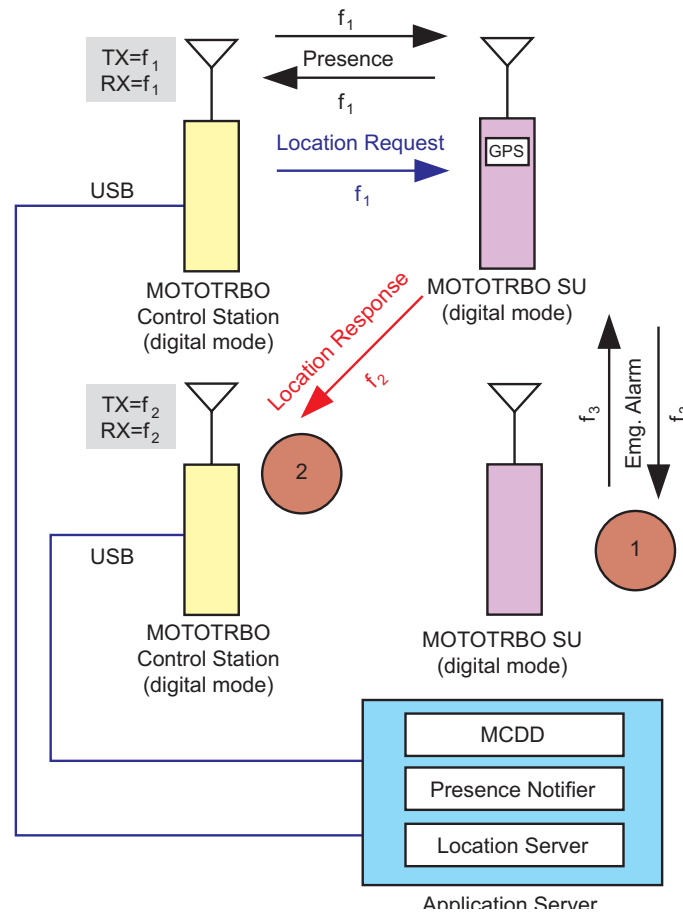 f1
TX=f1
RX=f1
Presence
f1
GPS
Location Request
f1
USB
MOTOTRBO
Control Station
(digital mode)
MOTOTRBO SU
(digital mode)
Location Response
f2
f3
Emg. Alarm
f3
TX=f2
RX=f2
2
1
USB
MOTOTRBO
Control Station
(digital mode)
MOTOTRBO SU
(digital mode)
MCDD
Presence Notifier
Location Server
Application Server